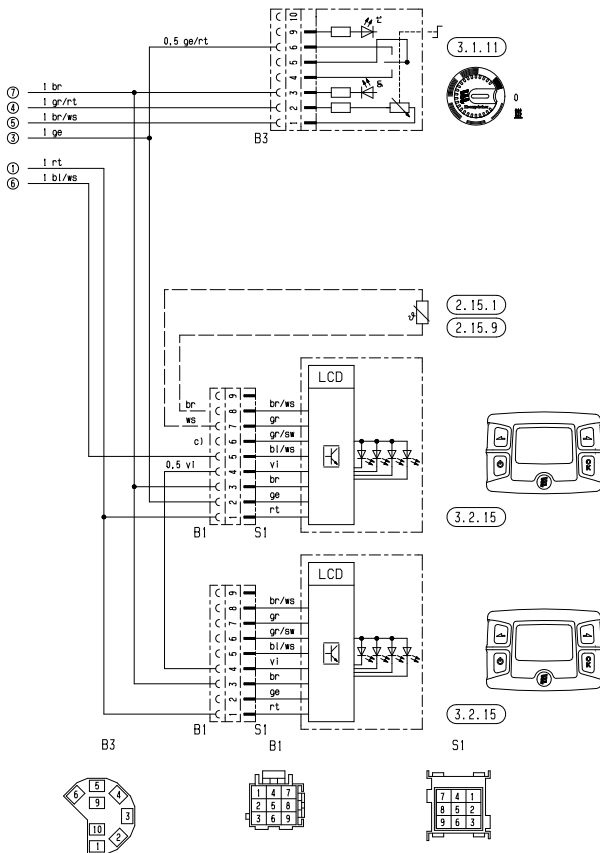 10
9
6
5
4
3
2
1
B3
0,5 ge/rt
3.1.11
0
⑦ 1 br
④ 1 gr/rt
⑤ 1 br/ws
③ 1 ge
① 1 rt
⑥ 1 bl/ws
2.15.1
2.15.9
LCD
9
br 8 br/ws
ws 7 gr
c) 6 gr/sw
5 bl/ws
0,5 vi 4 vi
3 br
2 ge
1 rt
B1 S1
3.2.15
OK
LCD
9
8 br/ws
7 gr
6 gr/sw
5 bl/ws
4 vi
3 br
2 ge
1 rt
B1 S1
3.2.15
OK
B3 B1 S1
5
6 4
9
3
10 2
1
1 4 7
2 5 8
3 6 9
7 4 1
8 5 2
9 6 3